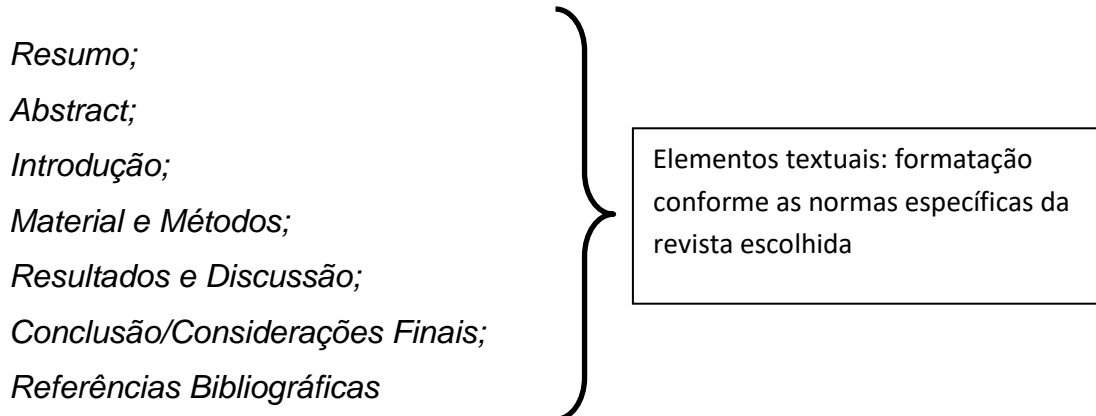 Resumo;
Abstract;
Introdução;
Material e Métodos;
Resultados e Discussão;
Conclusão/Considerações Finais;
Referências Bibliográficas
Elementos textuais: formatação
conforme as normas específicas da
revista escolhida